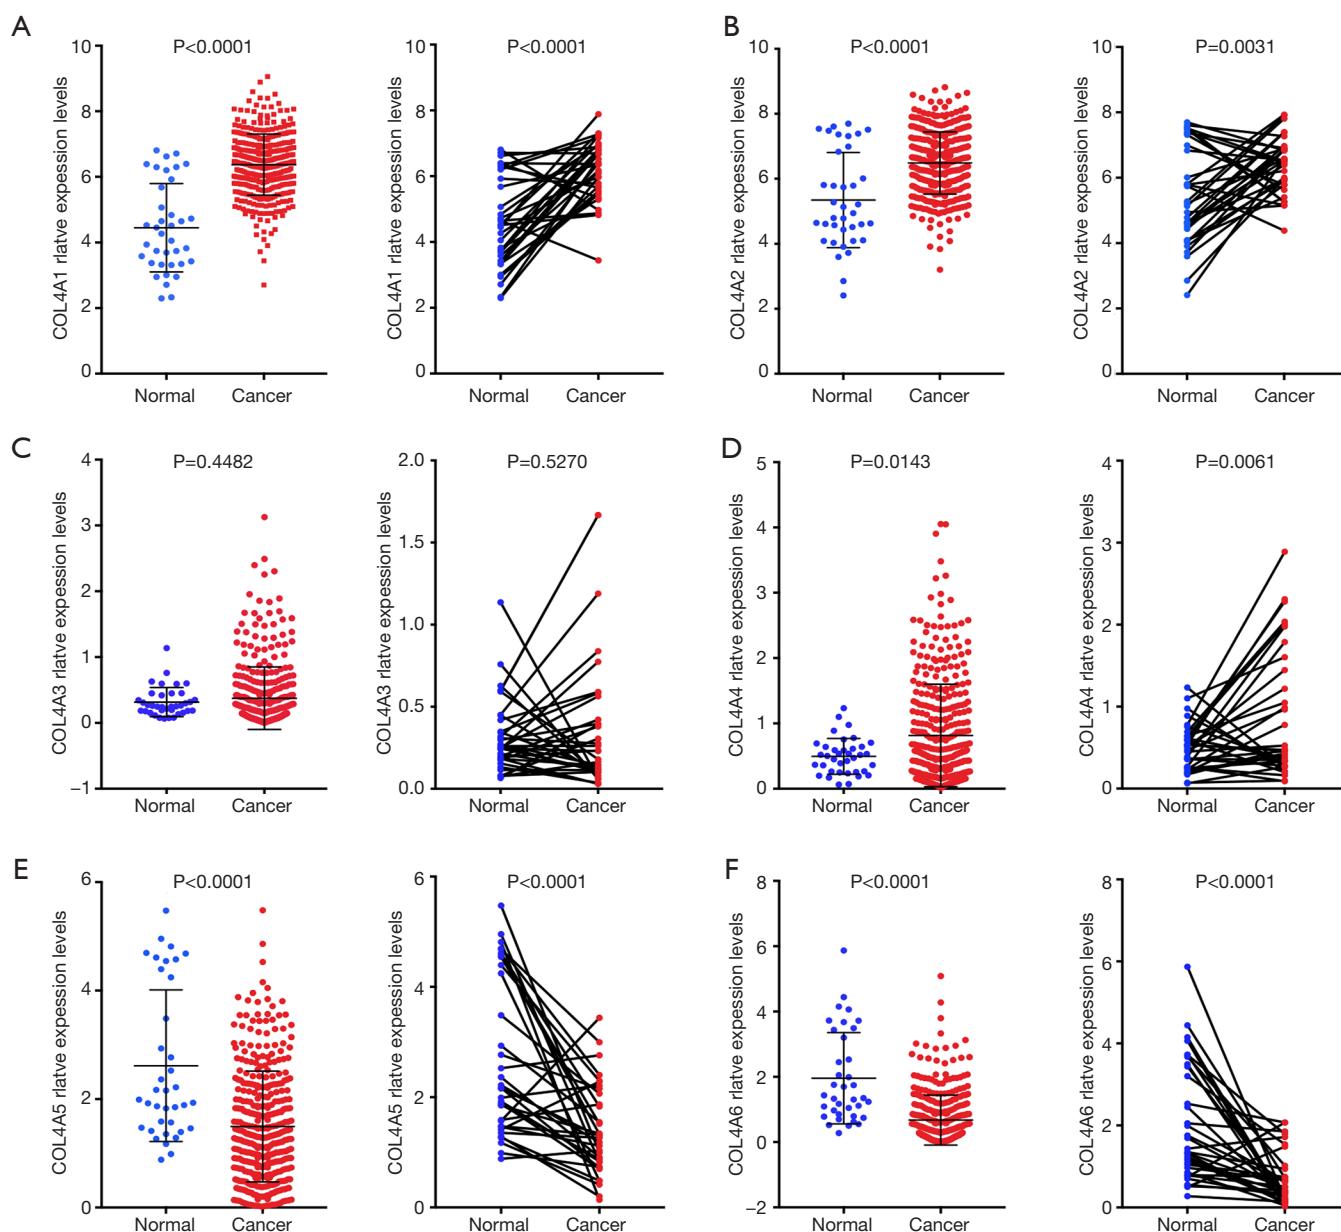 A
P<0.0001
COL4A1 rlatve expression levels
10
8
6
4
2
0
Normal Cancer
P<0.0001
COL4A1 rlatve expression levels
10
8
6
4
2
0
Normal Cancer
B
P<0.0001
COL4A2 rlatve expression levels
10
8
6
4
2
0
Normal Cancer
P=0.0031
COL4A2 rlatve expression levels
10
8
6
4
2
0
Normal Cancer
C
P=0.4482
COL4A3 rlatve expression levels
4
3
2
1
0
−1
Normal Cancer
P=0.5270
COL4A3 rlatve expression levels
2.0
1.5
1.0
0.5
0.0
Normal Cancer
D
P=0.0143
COL4A4 rlatve expression levels
5
4
3
2
1
0
Normal Cancer
P=0.0061
COL4A4 rlatve expression levels
4
3
2
1
0
Normal Cancer
E
P<0.0001
COL4A5 rlatve expression levels
6
4
2
0
Normal Cancer
P<0.0001
COL4A5 rlatve expression levels
6
4
2
0
Normal Cancer
F
P<0.0001
COL4A6 rlatve expression levels
8
6
4
2
0
−2
Normal Cancer
P<0.0001
COL4A6 rlatve expression levels
8
6
4
2
0
Normal Cancer